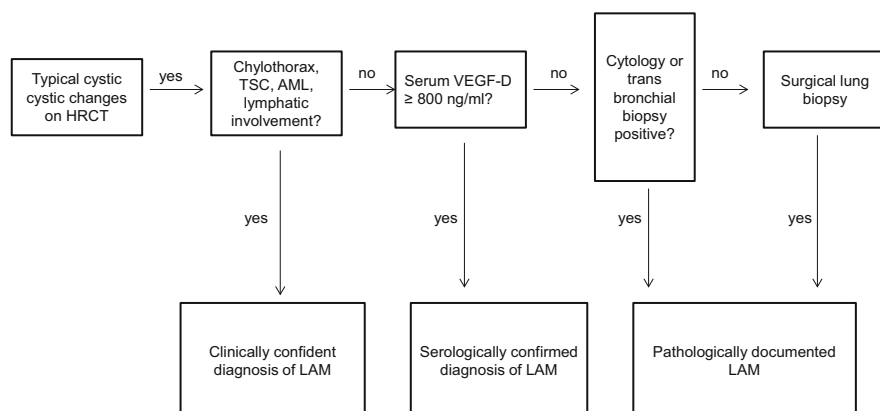 Typical cystic
cystic changes
on HRCT
yes
Chylothorax,
TSC, AML,
lymphatic
involvement?
no
Serum VEGF-D
≥ 800 ng/ml?
no
Cytology or
trans
bronchial
biopsy
positive?
no
Surgical lung
biopsy
yes
yes
yes
yes
Clinically confident
diagnosis of LAM
Serologically confirmed
diagnosis of LAM
Pathologically documented
LAM